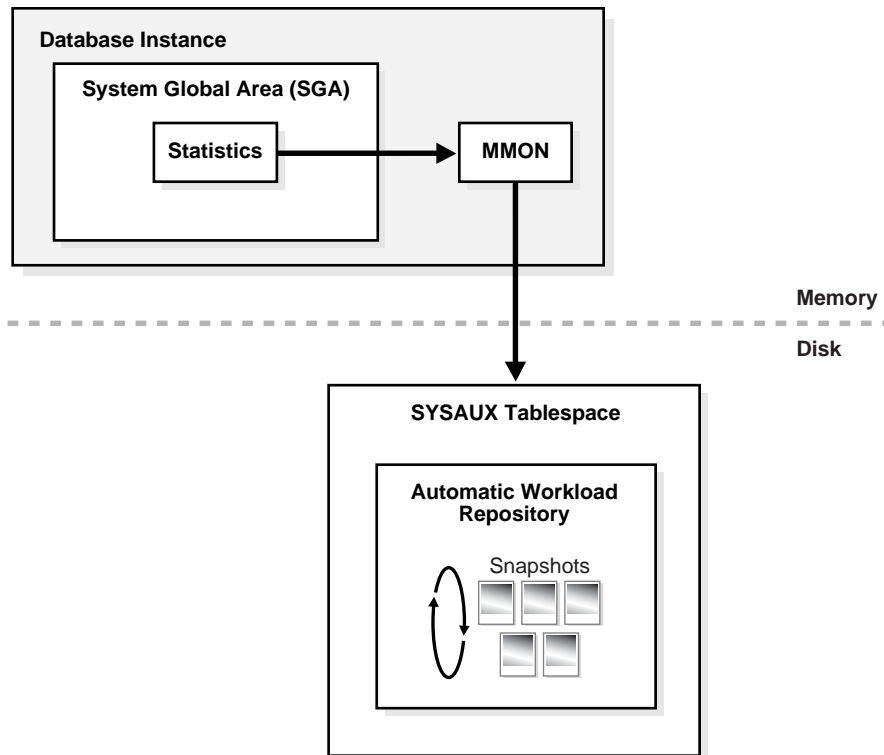 Database Instance
System Global Area (SGA)
Statistics
MMON
Memory
Disk
SYSAUX Tablespace
Automatic Workload
Repository
Snapshots